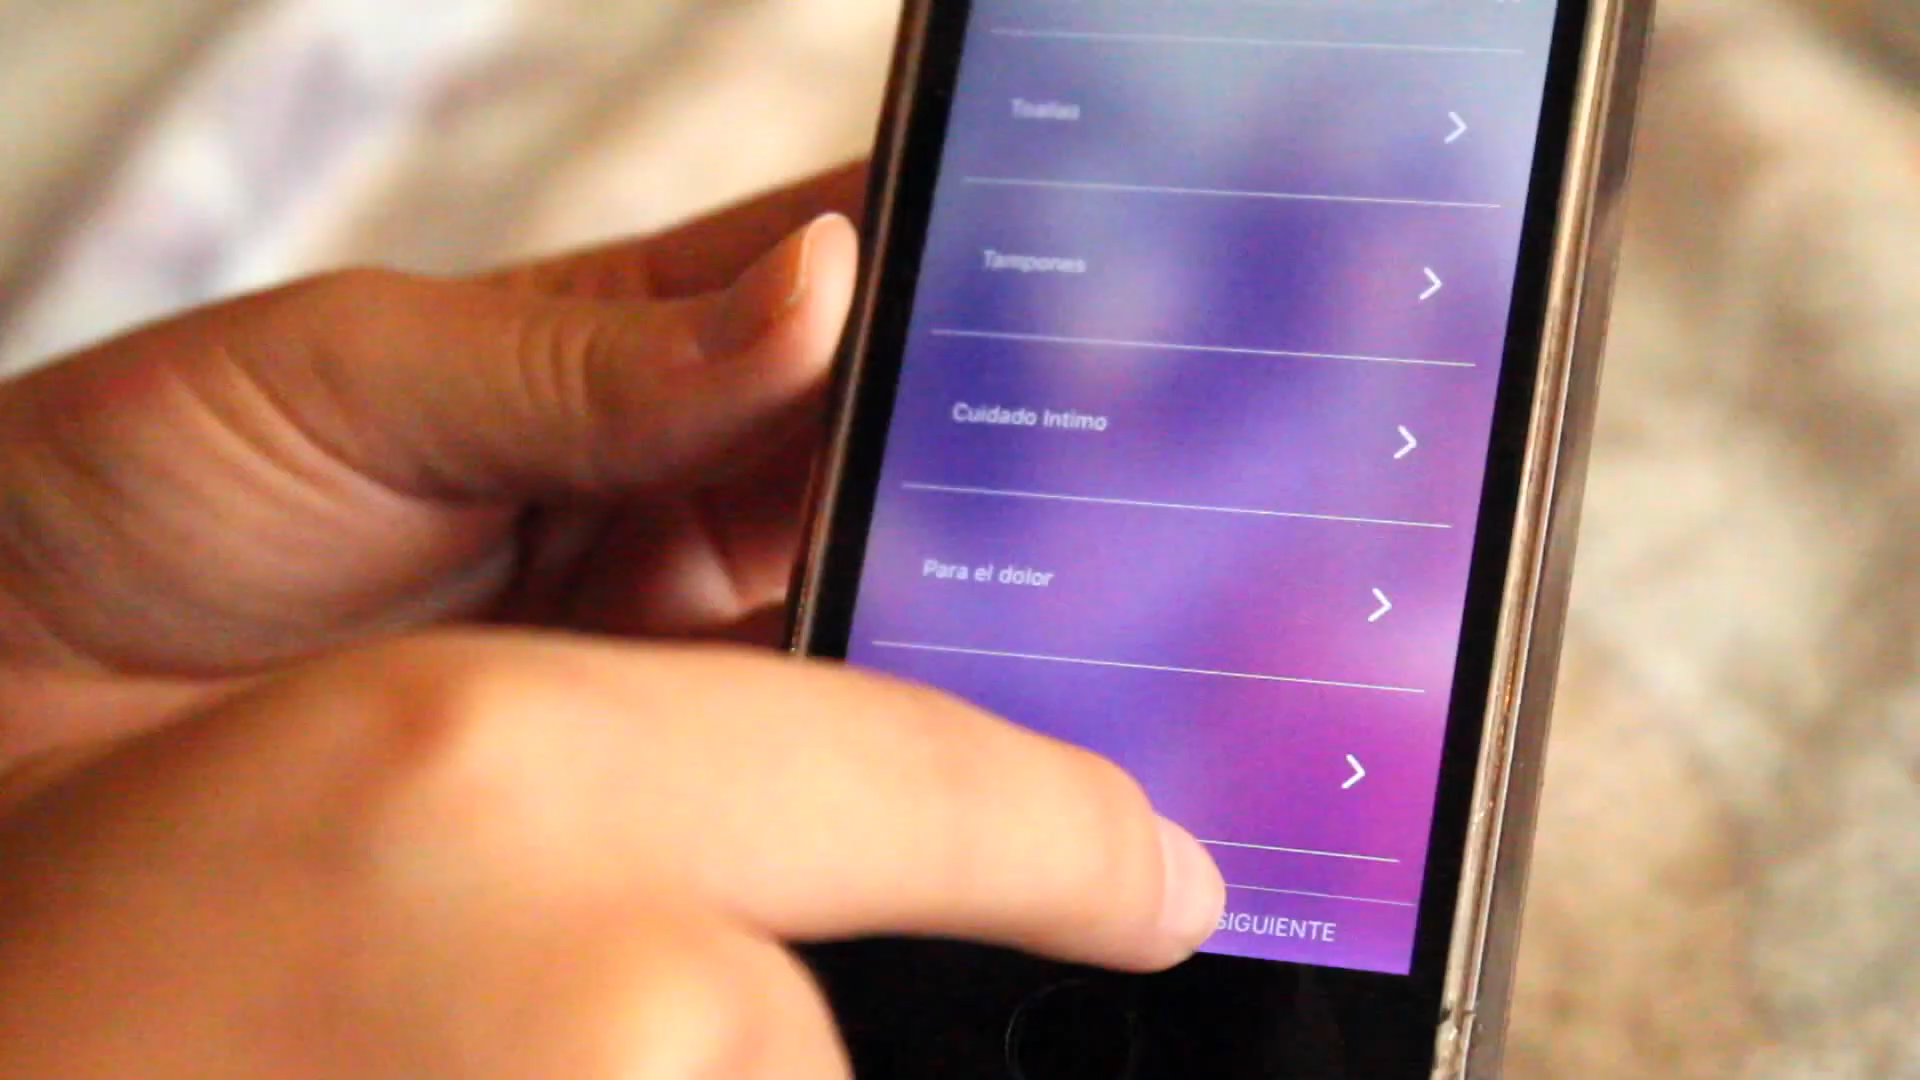 Toallas
Tampones
Cuidado Intimo
Para el dolor
SIGUIENTE